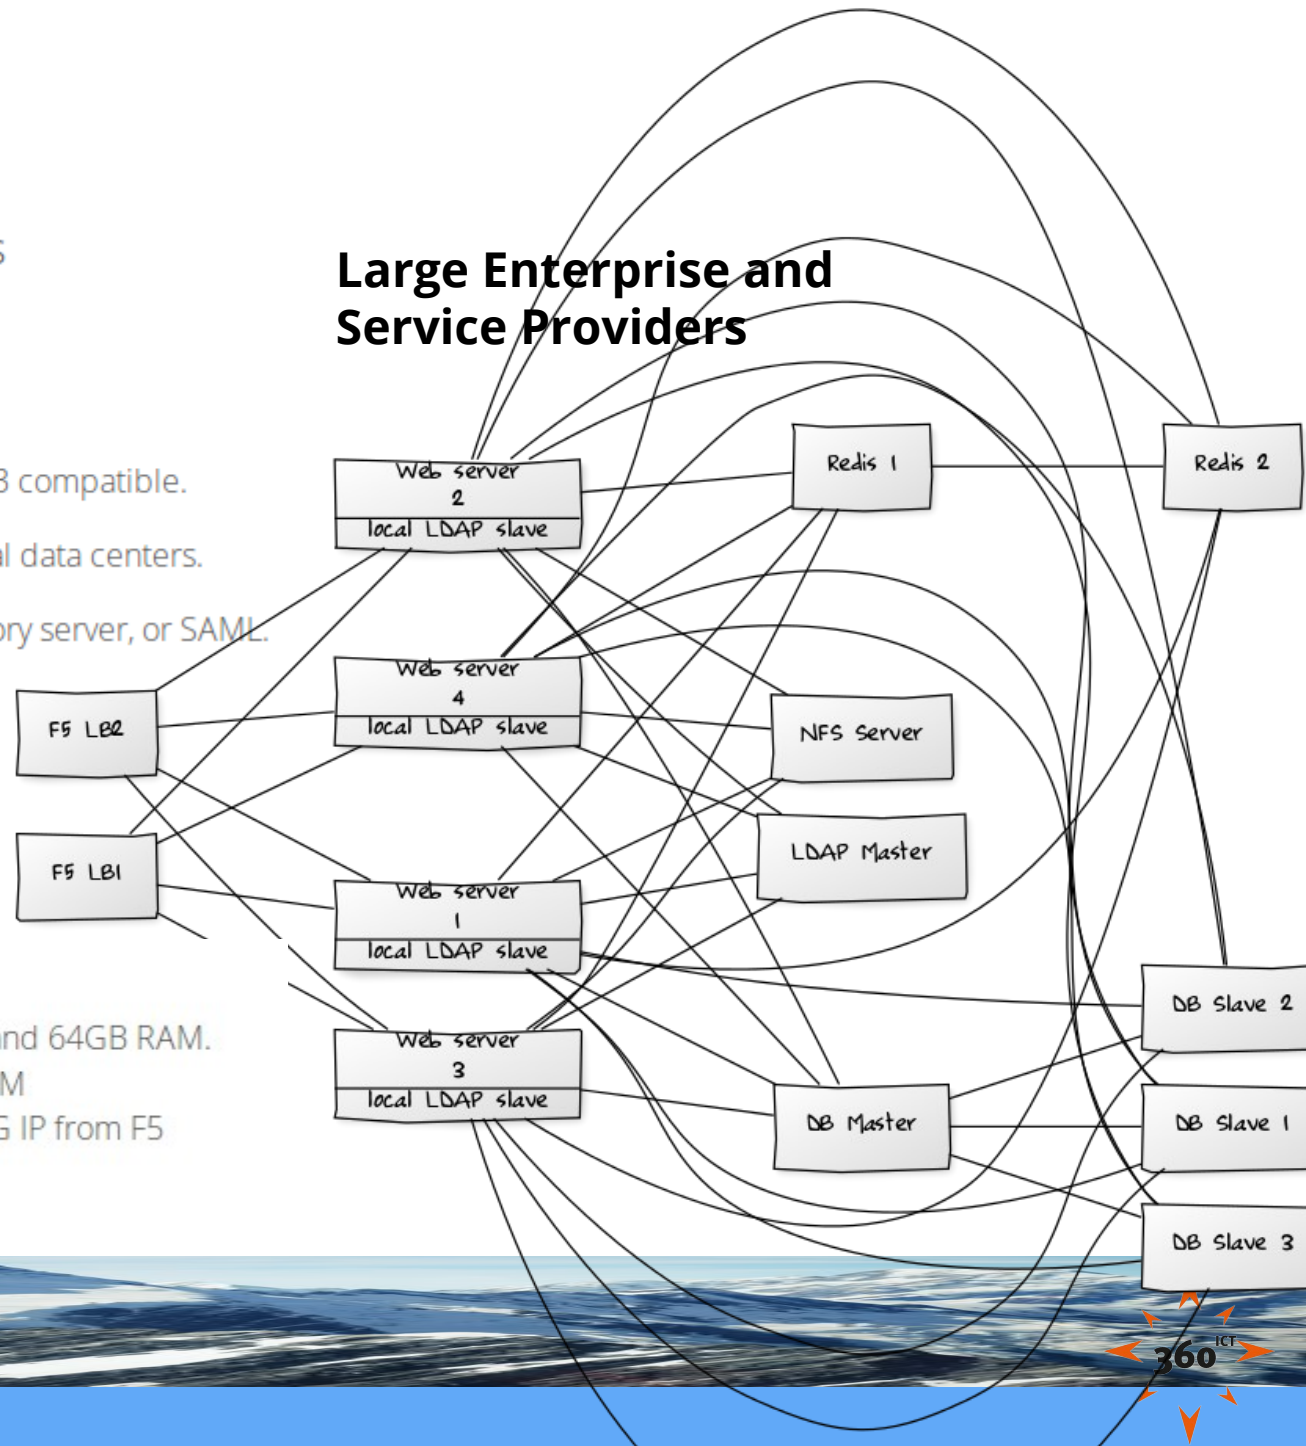 S
Large Enterprise and
Service Providers
Redis 1
Redis 2
Web server
2
local LDAP slave
3 compatible.
al data centers.
ory server, or SAML.
Web server
4
local LDAP slave
F5 LB2
NFS Server
F5 LB1
LDAP Master
Web server
1
local LDAP slave
DB Slave 2
and 64GB RAM.
Web server
3
local LDAP slave
M
G IP from F5
DB Master
DB Slave 1
DB Slave 3
360 ICT